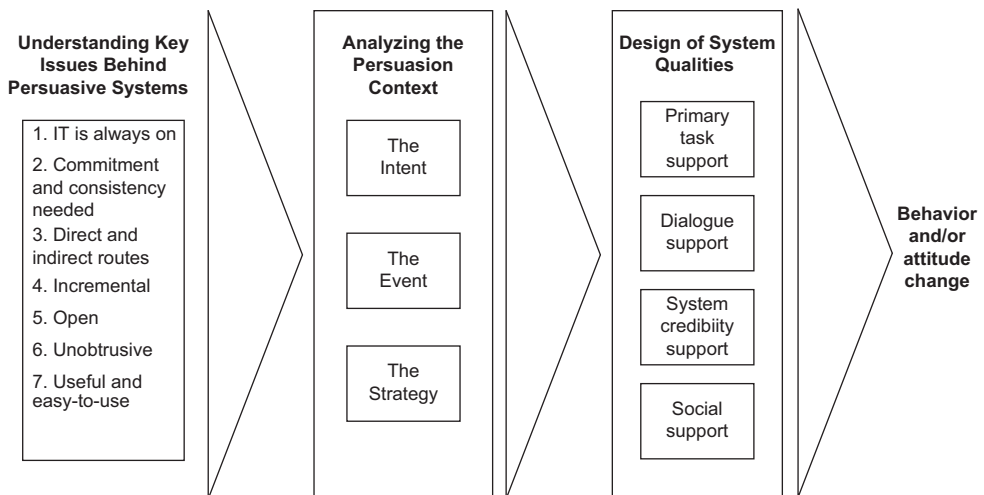 Understanding Key
Issues Behind
Persuasive Systems
1. IT is always on
2. Commitment
and consistency
needed
3. Direct and
indirect routes
4. Incremental
5. Open
6. Unobtrusive
7. Useful and
easy-to-use
Analyzing the
Persuasion
Context
The
Intent
The
Event
The
Strategy
Design of System
Qualities
Primary
task
support
Dialogue
support
System
credibiity
support
Social
support
Behavior
and/or
attitude
change